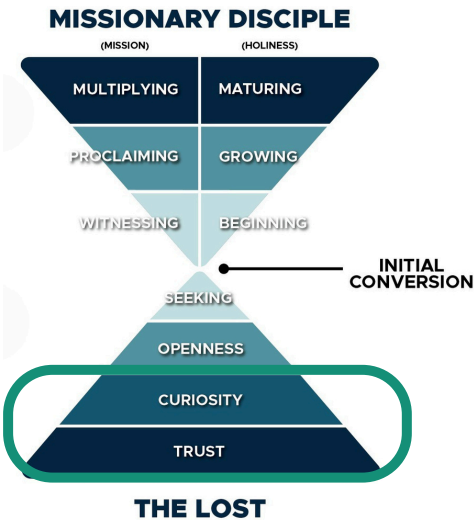 MISSIONARY DISCIPLE
(MISSION) (HOLINESS)
MULTIPLYING MATURING
PROCLAIMING GROWING
WITNESSING BEGINNING
INITIAL
CONVERSION
SEEKING
OPENNESS
CURIOSITY
TRUST
THE LOST